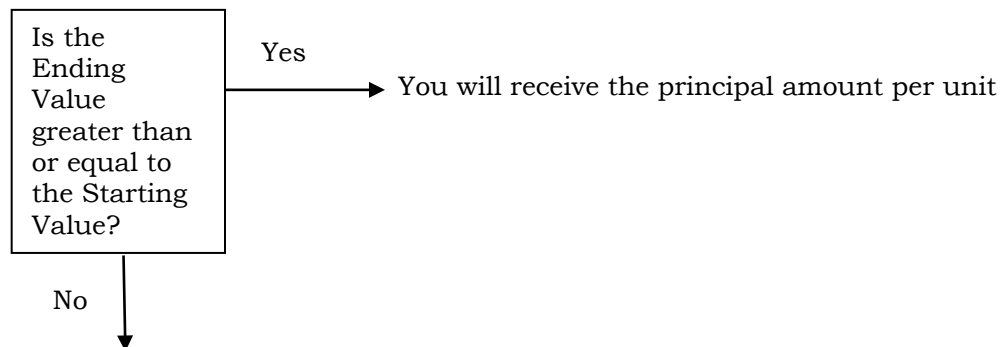 Is the
Ending
Value
greater than
or equal to
the Starting
Value?
Yes
You will receive the principal amount per unit
No